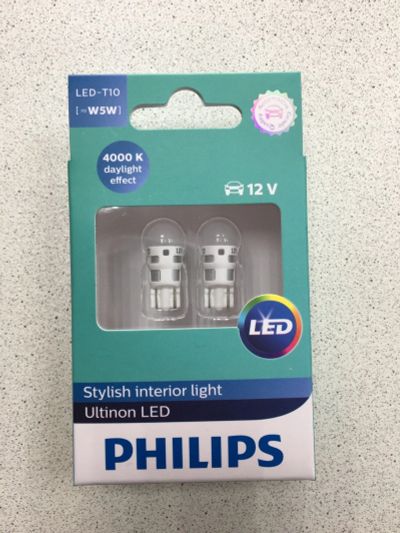 LED-T10
[~W5W]
4000 K
daylight
effect
12 V
LED
Stylish interior light
Ultinon LED
PHILIPS